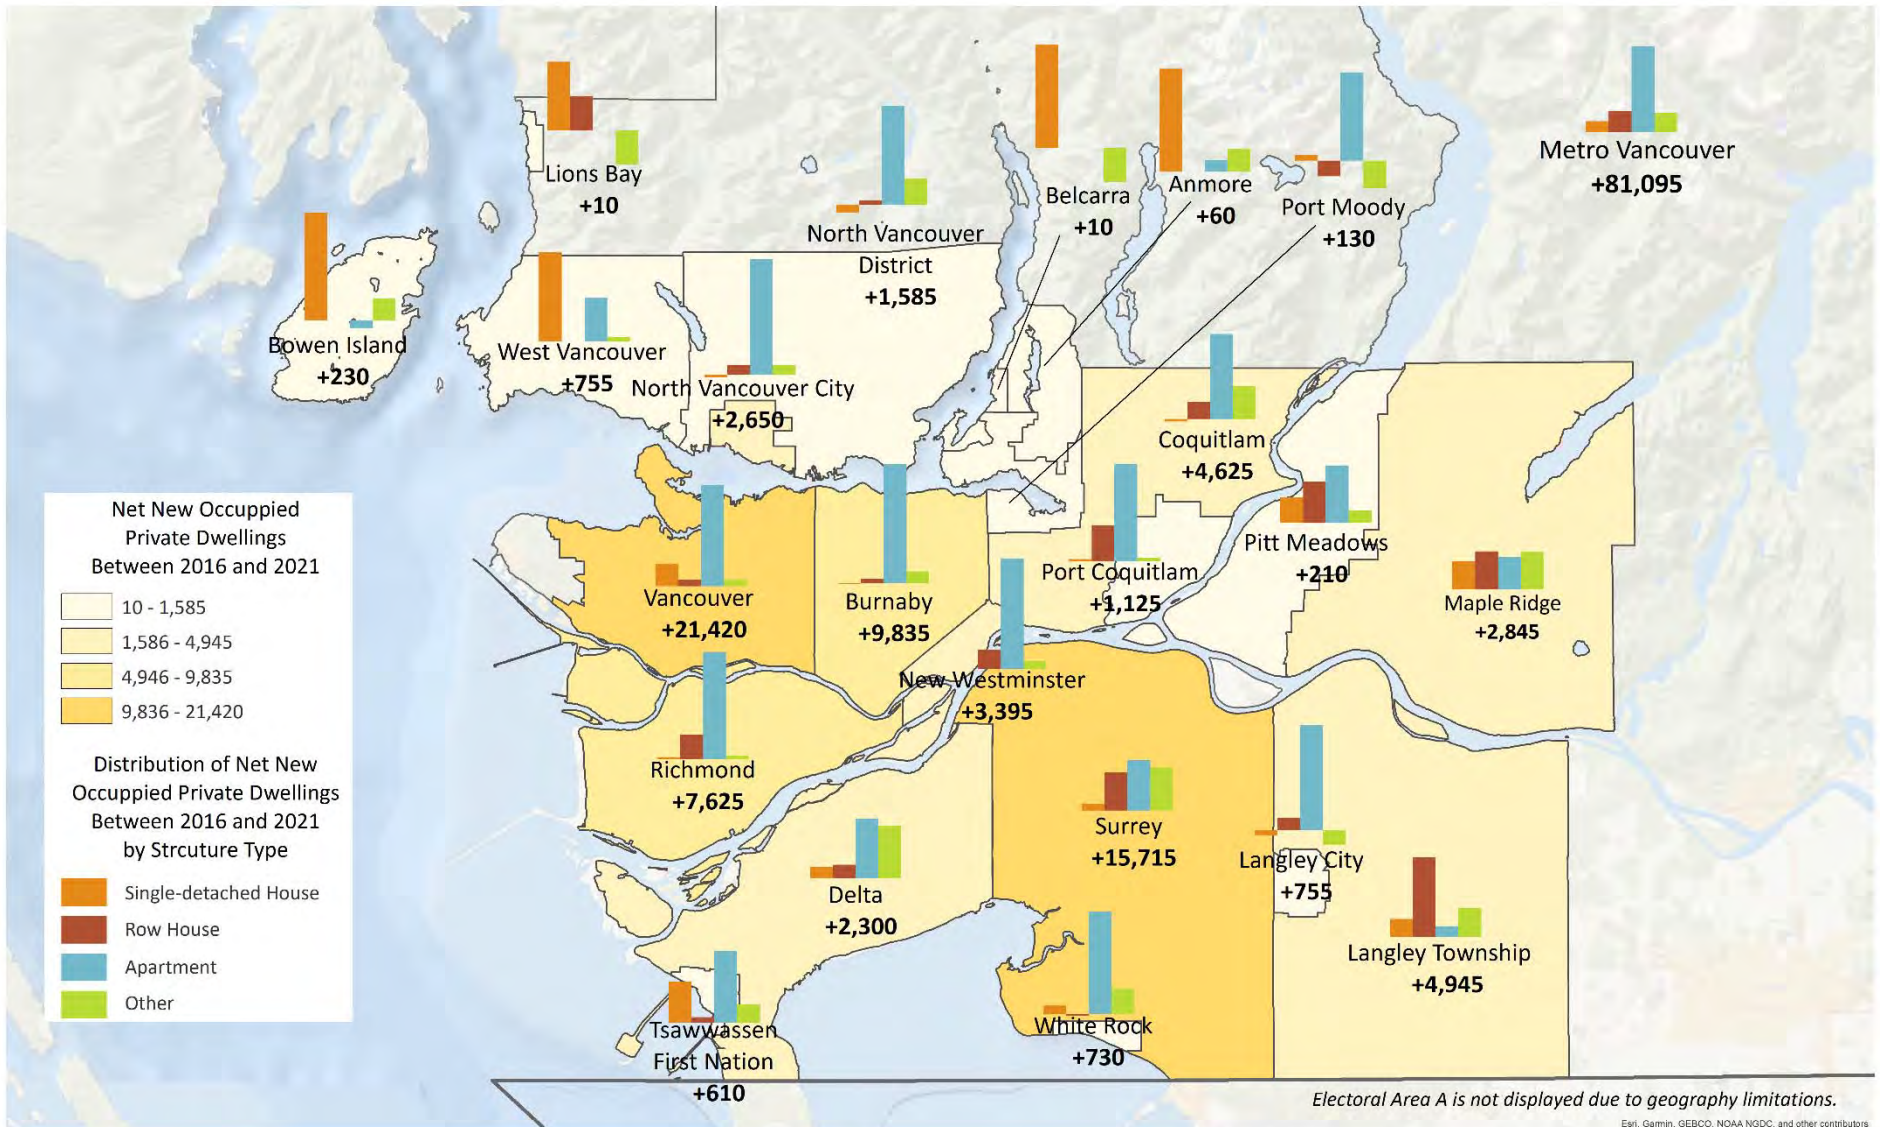 Lions Bay
+10
North Vancouver
District
+1,585
Belcarra
+10
Anmore
+60
Port Moody
+130
Metro Vancouver
+81,095
Bowen Island
+230
West Vancouver
+755
North Vancouver City
+2,650
Coquitlam
+4,625
Pitt Meadows
+210
Port Coquitlam
+1,125
Maple Ridge
+2,845
Vancouver
+21,420
Burnaby
+9,835
New Westminster
+3,395
Richmond
+7,625
Surrey
+15,715
Langley City
+755
Delta
+2,300
Langley Township
+4,945
White Rock
+730
Tsawwassen
First Nation
+610
Net New Occuppied
Private Dwellings
Between 2016 and 2021
10 - 1,585
1,586 - 4,945
4,946 - 9,835
9,836 - 21,420
Distribution of Net New
Occuppied Private Dwellings
Between 2016 and 2021
by Strcuture Type
Single-detached House
Row House
Apartment
Other
Electoral Area A is not displayed due to geography limitations.
Esri, Garmin, GEBCO, NOAA NGDC, and other contributors